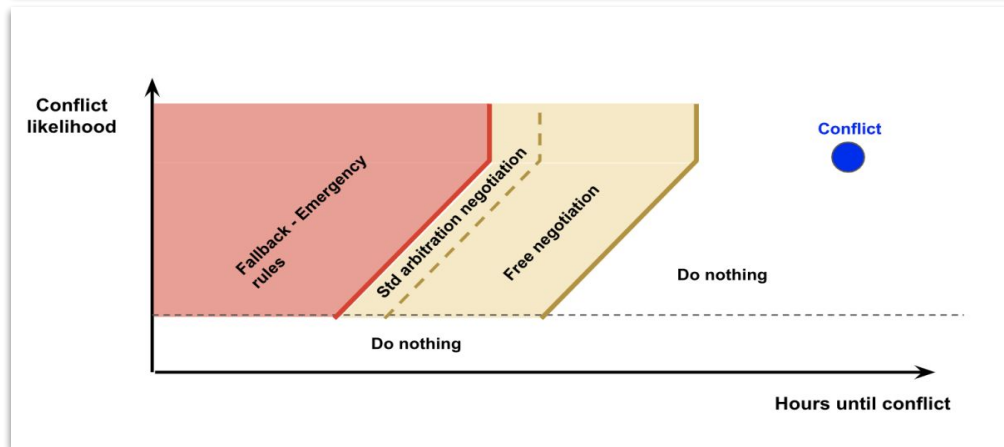 Conflict
likelihood
Conflict
Fallback - Emergency
rules
Std arbitration negotiation
Free negotiation
Do nothing
Do nothing
Hours until conflict